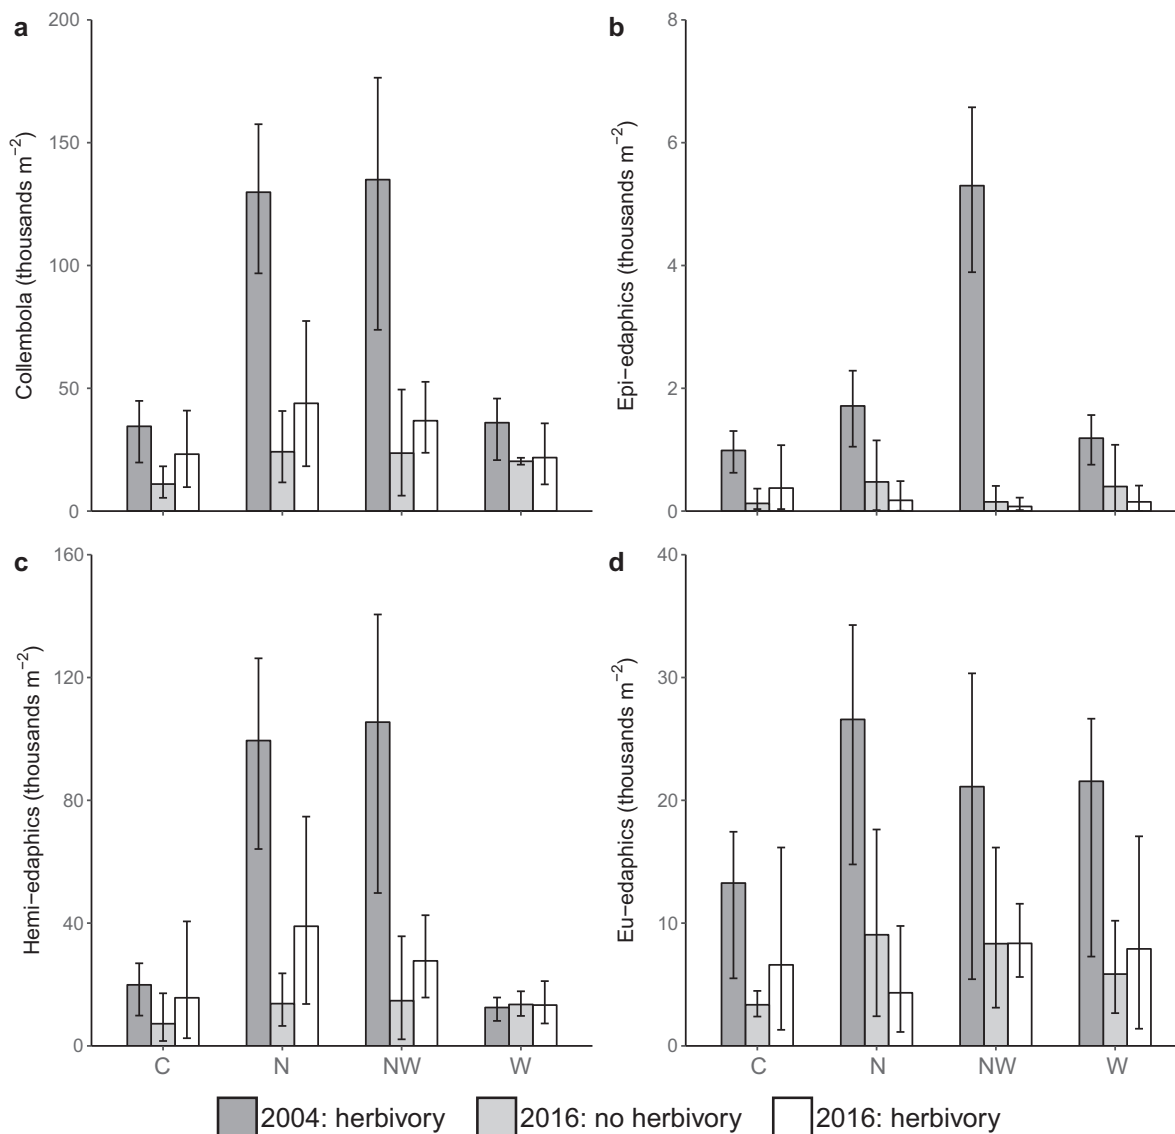 a
b
200
150
100
50
0
Collembola (thousands m−2)
8
6
4
2
0
Epi−edaphics (thousands m−2)
c
d
160
120
80
40
0
Hemi−edaphics (thousands m−2)
C N NW W
40
30
20
10
0
Eu−edaphics (thousands m−2)
C N NW W
2004: herbivory 2016: no herbivory 2016: herbivory